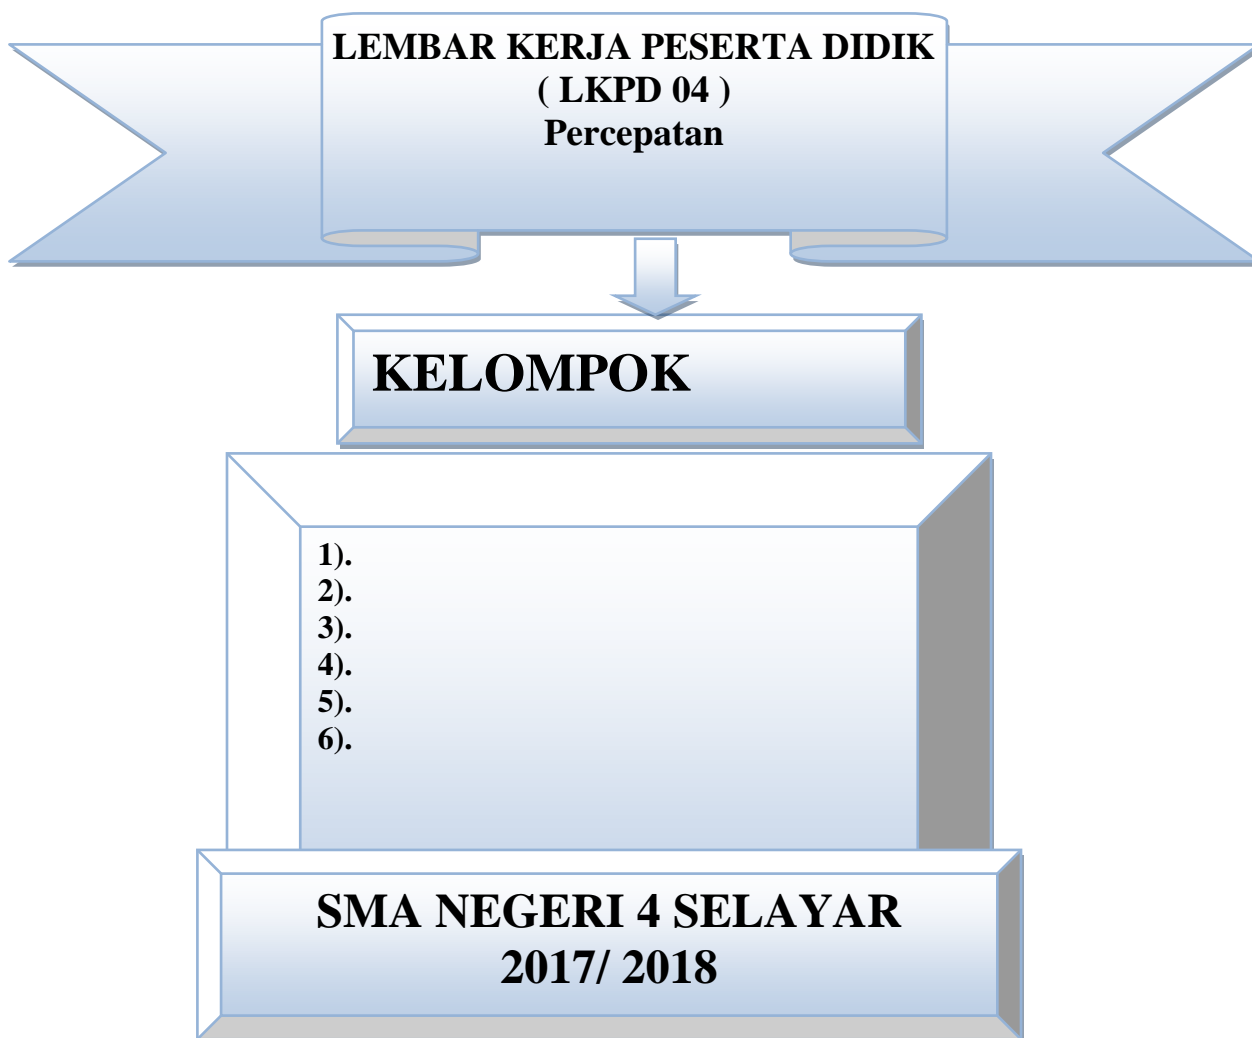 LEMBAR KERJA PESERTA DIDIK
( LKPD 04 )
Percepatan
KELOMPOK
1).
2).
3).
4).
5).
6).
SMA NEGERI 4 SELAYAR
2017/ 2018